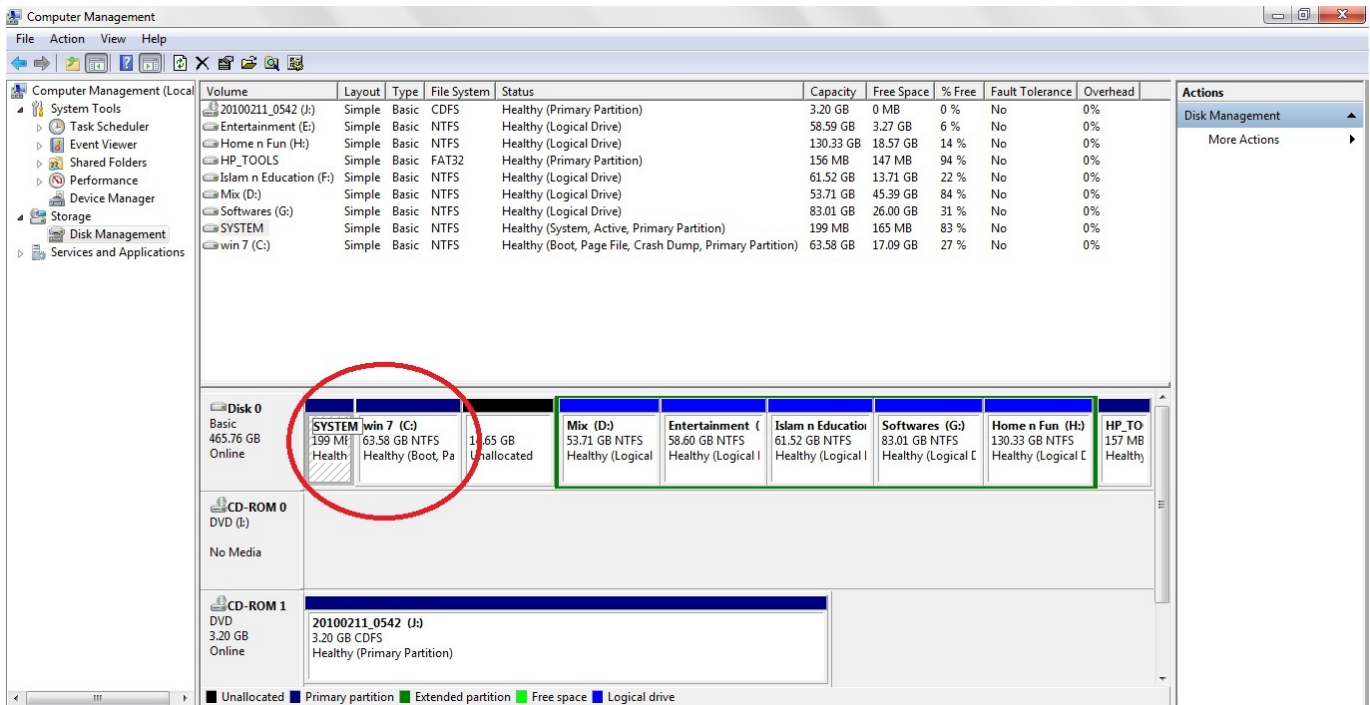 Computer Management
File Action View Help
Computer Management (Local
System Tools
Task Scheduler
Event Viewer
Shared Folders
Performance
Device Manager
Storage
Disk Management
Services and Applications
Volume Layout Type File System Status Capacity Free Space % Free Fault Tolerance Overhead
20100211_0542 (J:) Simple Basic CDFS Healthy (Primary Partition) 3.20 GB 0 MB 0 % No 0%
Entertainment (E:) Simple Basic NTFS Healthy (Logical Drive) 58.59 GB 3.27 GB 6 % No 0%
Home n Fun (H:) Simple Basic NTFS Healthy (Logical Drive) 130.33 GB 18.57 GB 14 % No 0%
HP_TOOLS Simple Basic FAT32 Healthy (Primary Partition) 156 MB 147 MB 94 % No 0%
Islam n Education (F:) Simple Basic NTFS Healthy (Logical Drive) 61.52 GB 13.71 GB 22 % No 0%
Mix (D:) Simple Basic NTFS Healthy (Logical Drive) 53.71 GB 45.39 GB 84 % No 0%
Softwares (G:) Simple Basic NTFS Healthy (Logical Drive) 83.01 GB 26.00 GB 31 % No 0%
SYSTEM Simple Basic NTFS Healthy (System, Active, Primary Partition) 199 MB 165 MB 83 % No 0%
win 7 (C:) Simple Basic NTFS Healthy (Boot, Page File, Crash Dump, Primary Partition) 63.58 GB 17.09 GB 27 % No 0%
Actions
Disk Management
More Actions
Disk 0
Basic
465.76 GB
Online
SYSTEM
199 MB
Health
win 7 (C:)
63.58 GB NTFS
Healthy (Boot, Pa
GB
Unallocated
Mix (D:)
53.71 GB NTFS
Healthy (Logical
Entertainment (
58.60 GB NTFS
Healthy (Logical
Islam n Education
61.52 GB NTFS
Healthy (Logical
Softwares (G:)
83.01 GB NTFS
Healthy (Logical D
Home n Fun (H:)
130.33 GB NTFS
Healthy (Logical D
HP_TO
157 MB
Healthy
CD-ROM 0
DVD (I:)
No Media
CD-ROM 1
DVD
3.20 GB
Online
20100211_0542 (J:)
3.20 GB CDFS
Healthy (Primary Partition)
Unallocated Primary partition Extended partition Free space Logical drive